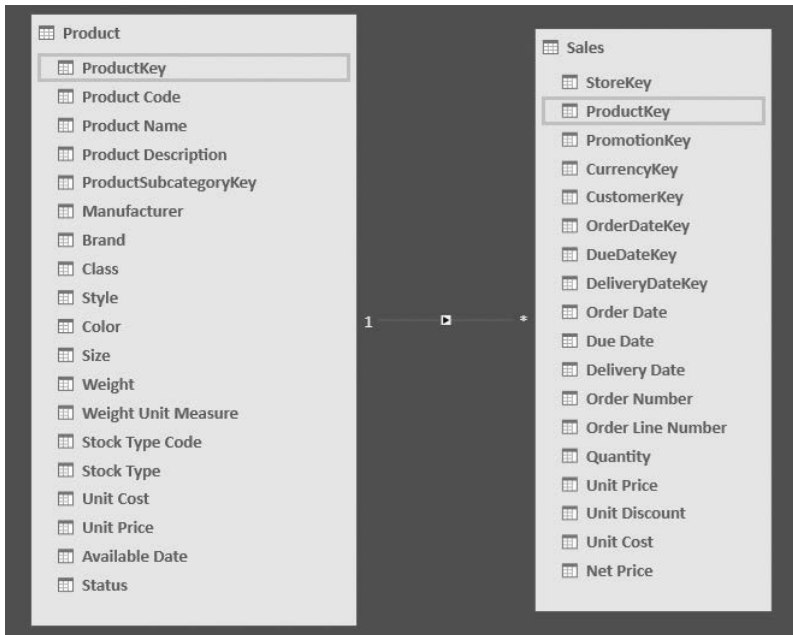 Product
ProductKey
Product Code
Product Name
Product Description
ProductSubcategoryKey
Manufacturer
Brand
Class
Style
Color
Size
Weight
Weight Unit Measure
Stock Type Code
Stock Type
Unit Cost
Unit Price
Available Date
Status
1
*
Sales
StoreKey
ProductKey
PromotionKey
CurrencyKey
CustomerKey
OrderDateKey
DueDateKey
DeliveryDateKey
Order Date
Due Date
Delivery Date
Order Number
Order Line Number
Quantity
Unit Price
Unit Discount
Unit Cost
Net Price